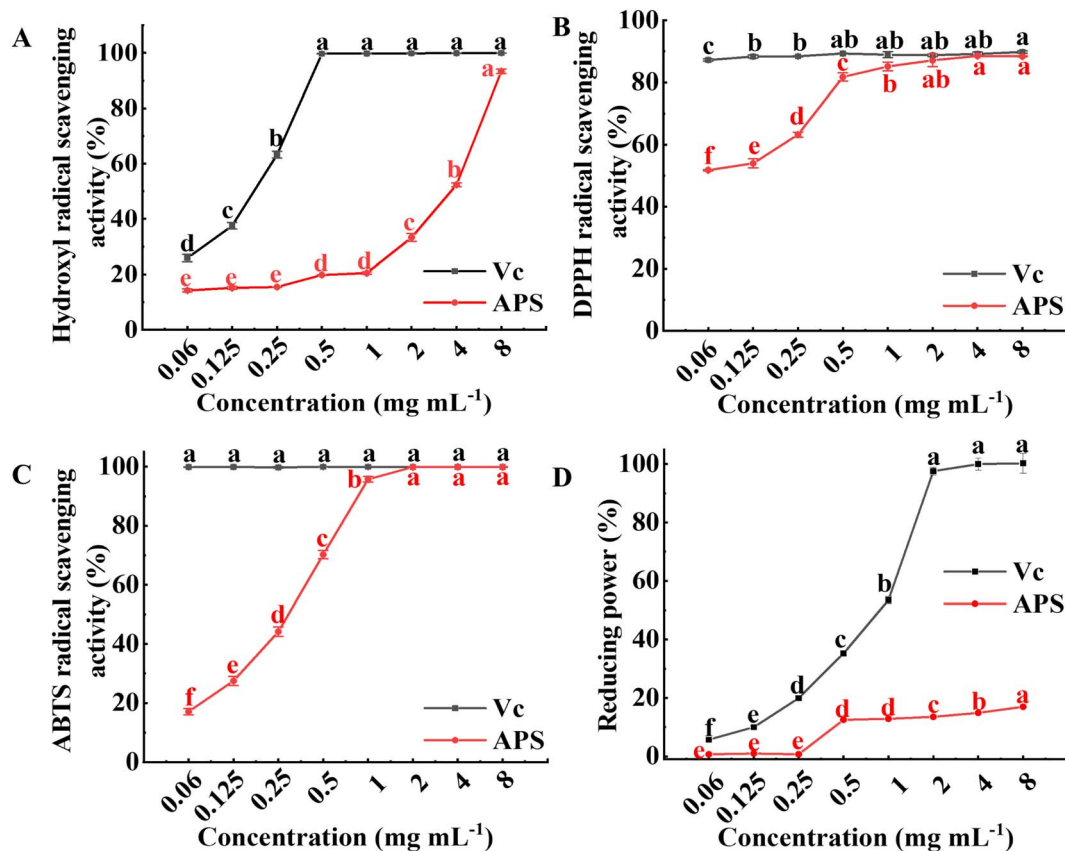 A
Hydroxyl radical scavenging
activity (%)
100
80
60
40
20
0
a a a a a
a
b
b
c
c
d
d d
e e e
Vc
APS
0.06 0.125 0.25 0.5 1 2 4 8
Concentration (mg mL⁻¹)
B
DPPH radical scavenging
activity (%)
100
80
60
40
20
0
c b b ab ab ab ab a
f e d c b ab a a
Vc
APS
0.06 0.125 0.25 0.5 1 2 4 8
Concentration (mg mL⁻¹)
C
ABTS radical scavenging
activity (%)
100
80
60
40
20
0
a a a a a a a a
f e d c b a a a
Vc
APS
0.06 0.125 0.25 0.5 1 2 4 8
Concentration (mg mL⁻¹)
D
Reducing power (%)
100
80
60
40
20
0
f e d c b a a a
e e e d d c b a
Vc
APS
0.06 0.125 0.25 0.5 1 2 4 8
Concentration (mg mL⁻¹)